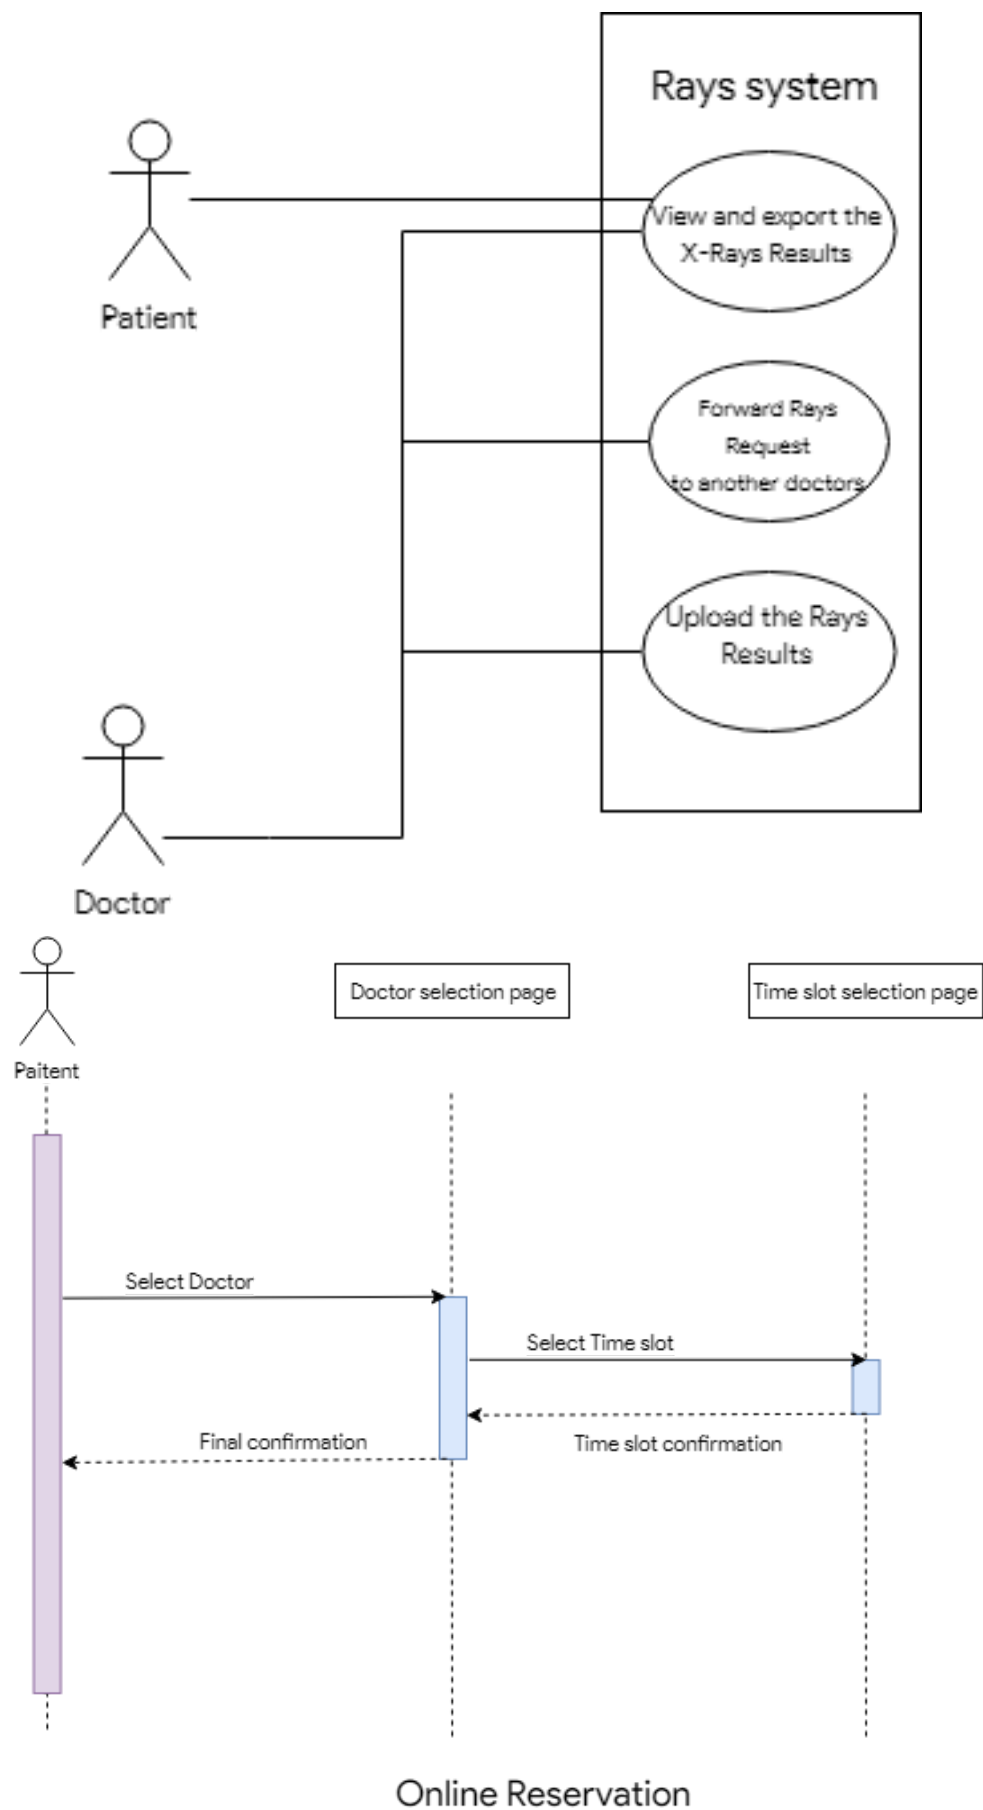 Rays system
View and export the
X-Rays Results
Patient
Forward Rays
Request
to another doctors
Upload the Rays
Results
Doctor
Doctor selection page
Time slot selection page
Paitent
Select Doctor
Select Time slot
Final confirmation
Time slot confirmation
Online Reservation